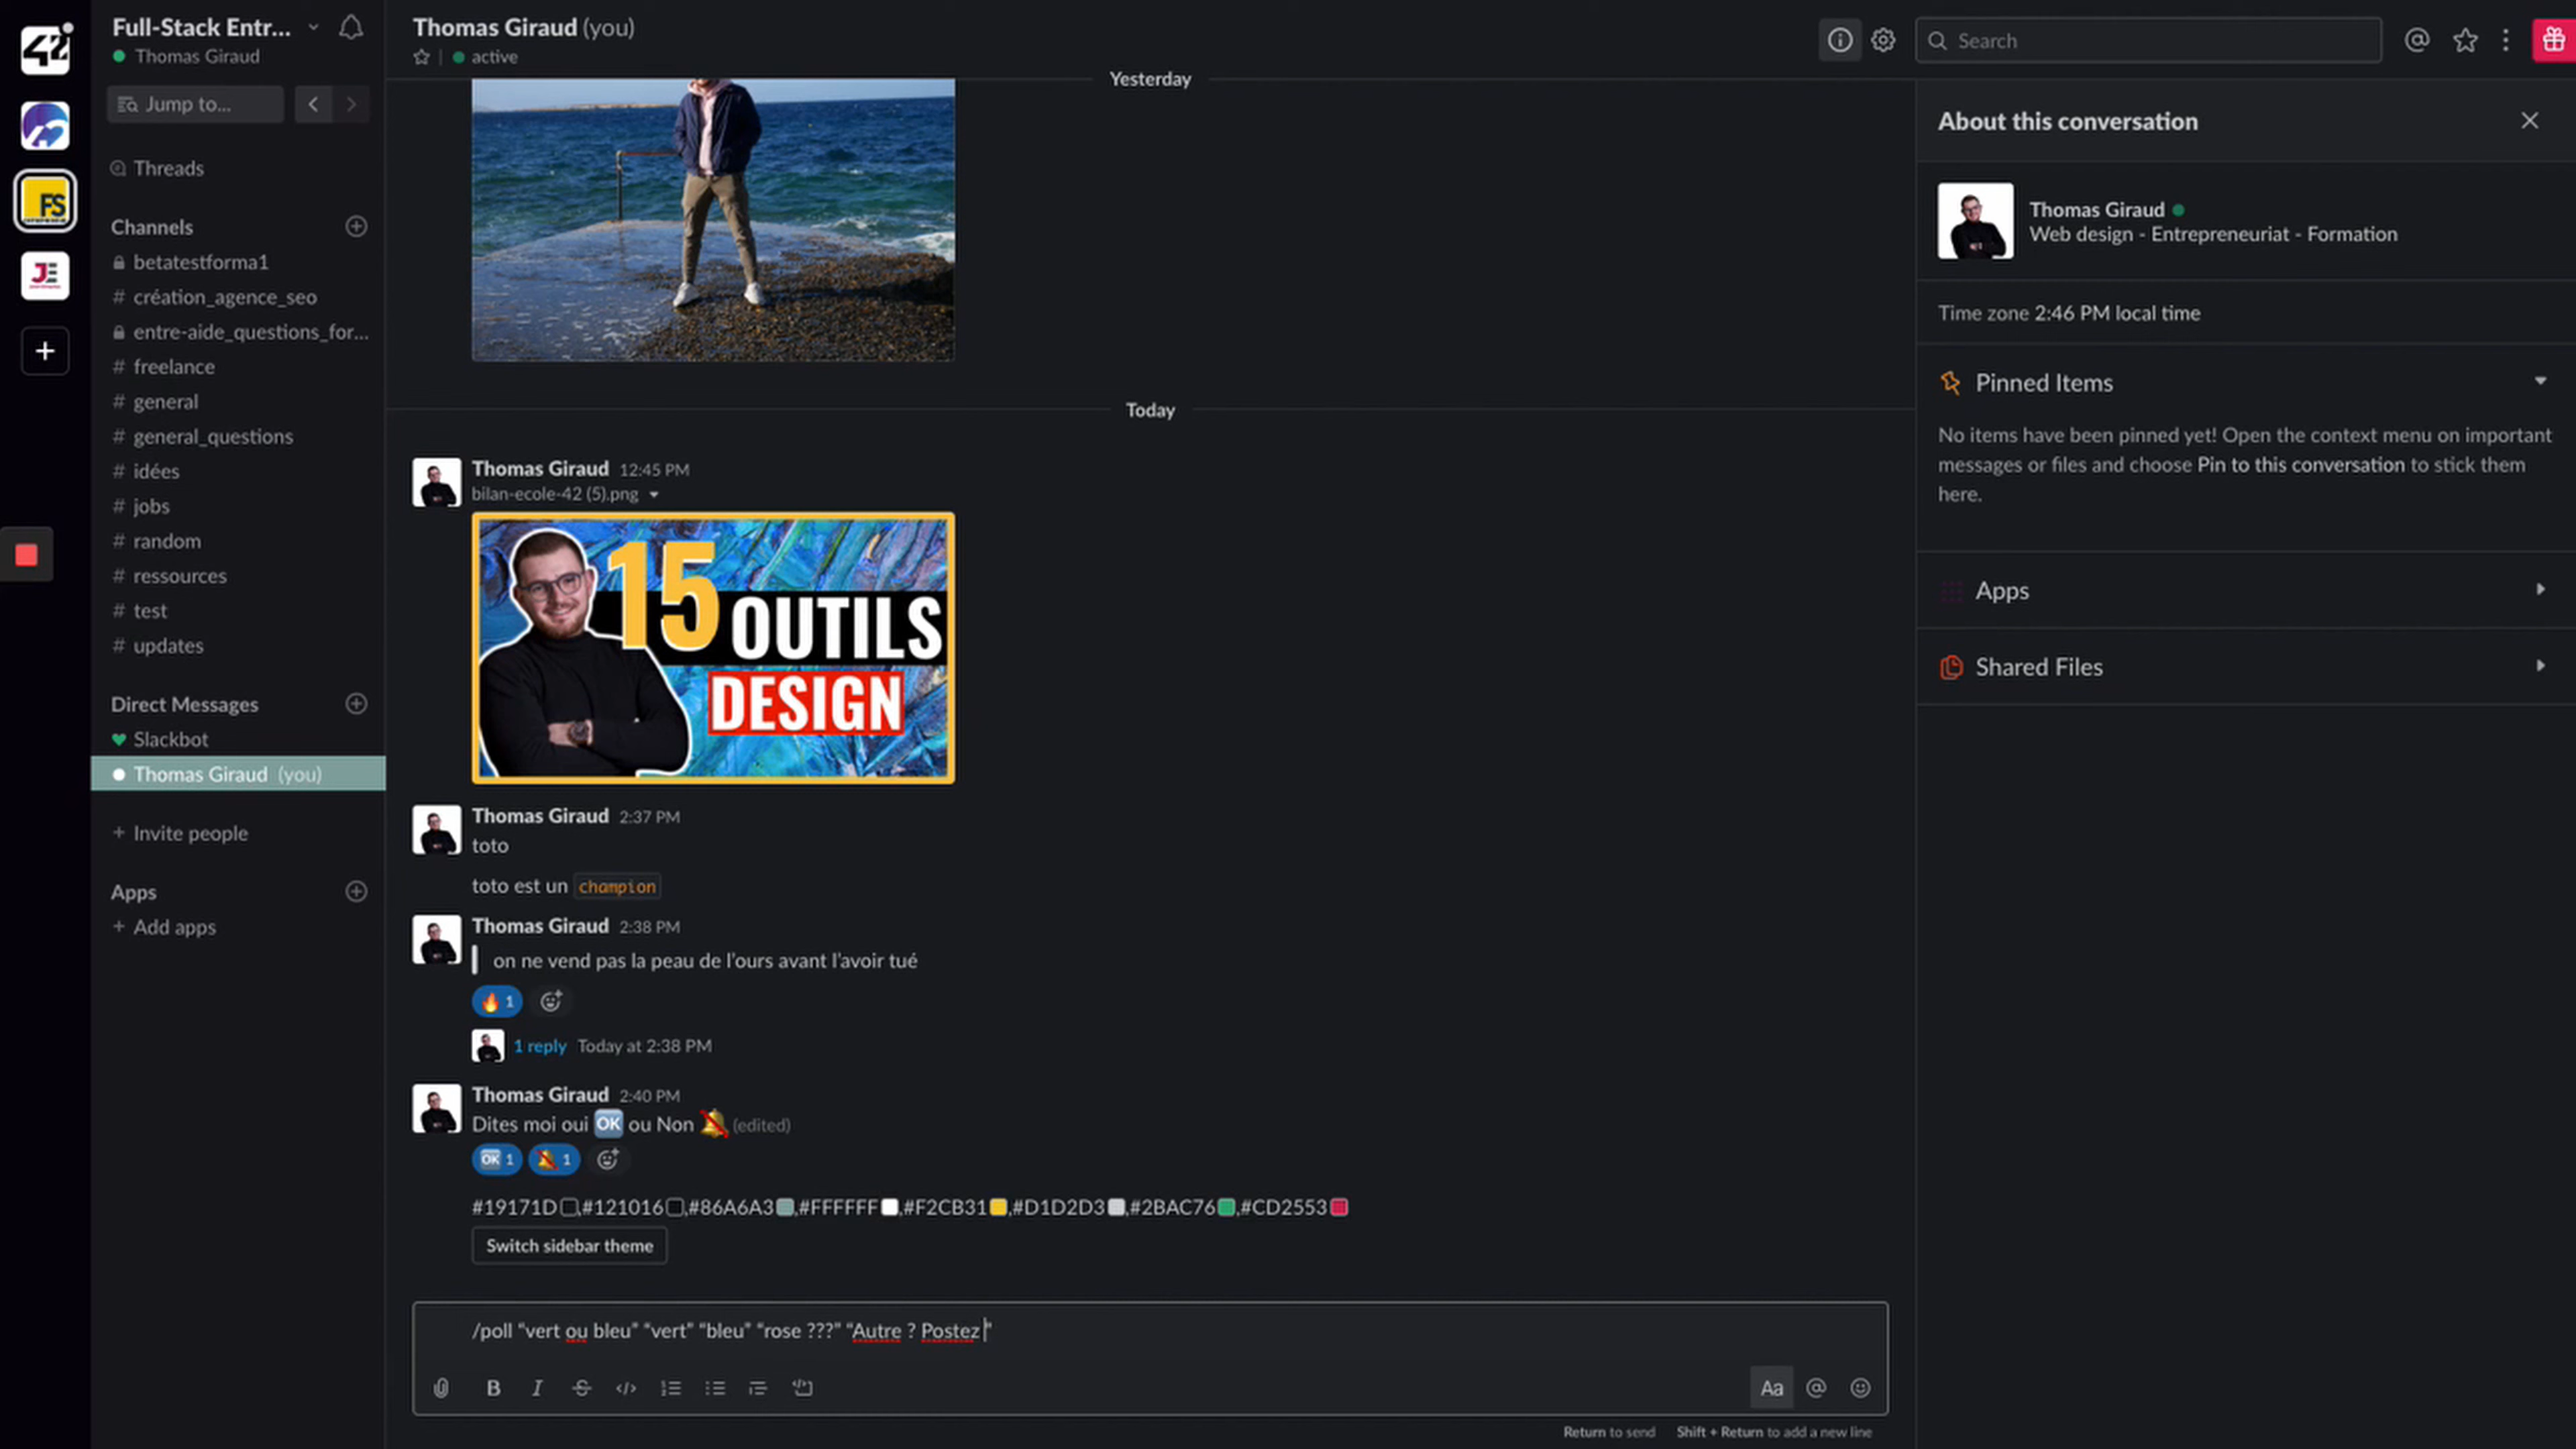 42
Full-Stack Entr...
Thomas Giraud
Jump to...
Threads
Channels
betatestforma1
# création_agence_seo
entre-aide_questions_for...
# freelance
# general
# general_questions
# idées
# jobs
# random
# ressources
# test
# updates
Direct Messages
Slackbot
Thomas Giraud (you)
+ Invite people
Apps
+ Add apps
FS
JE
Thomas Giraud (you)
active
Search
Yesterday
Today
Thomas Giraud 12:45 PM
bilan-ecole-42 (5).png
15
OUTILS
DESIGN
Thomas Giraud 2:37 PM
toto
toto est un champion
Thomas Giraud 2:38 PM
on ne vend pas la peau de l’ours avant l’avoir tué
🔥 1
1 reply Today at 2:38 PM
Thomas Giraud 2:40 PM
Dites moi oui 🆗 ou Non 🔕 (edited)
🆗 1 🔕 1
#19171D,#121016,#86A6A3,#FFFFFF,#F2CB31,#D1D2D3,#2BAC76,#CD2553
Switch sidebar theme
/poll “vert ou bleu” “vert” “bleu” “rose ???” “Autre ? Postez ”
B I S </> Aa @
Return to send Shift + Return to add a new line
About this conversation
Thomas Giraud
Web design - Entrepreneuriat - Formation
Time zone 2:46 PM local time
Pinned Items
No items have been pinned yet! Open the context menu on important
messages or files and choose Pin to this conversation to stick them
here.
Apps
Shared Files